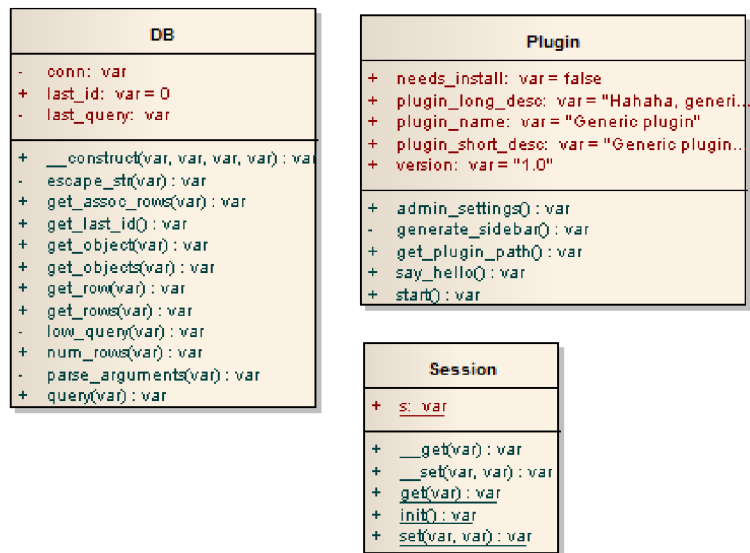 DB
- conn: var
+ last_id: var = 0
- last_query: var
+ __construct(var, var, var, var) : var
- escape_str(var) : var
+ get_assoc_rows(var) : var
+ get_last_id() : var
+ get_object(var) : var
+ get_objects(var) : var
+ get_row(var) : var
+ get_rows(var) : var
- low_query(var) : var
+ num_rows(var) : var
- parse_arguments(var) : var
+ query(var) : var
Plugin
+ needs_install: var = false
+ plugin_long_desc: var = "Hahaha, generi...
+ plugin_name: var = "Generic plugin"
+ plugin_short_desc: var = "Generic plugin...
+ version: var = "1.0"
+ admin_settings() : var
- generate_sidebar() : var
+ get_plugin_path() : var
+ say_hello() : var
+ start() : var
Session
+ s: var
+ __get(var) : var
+ __set(var, var) : var
+ get(var) : var
+ init() : var
+ set(var, var) : var